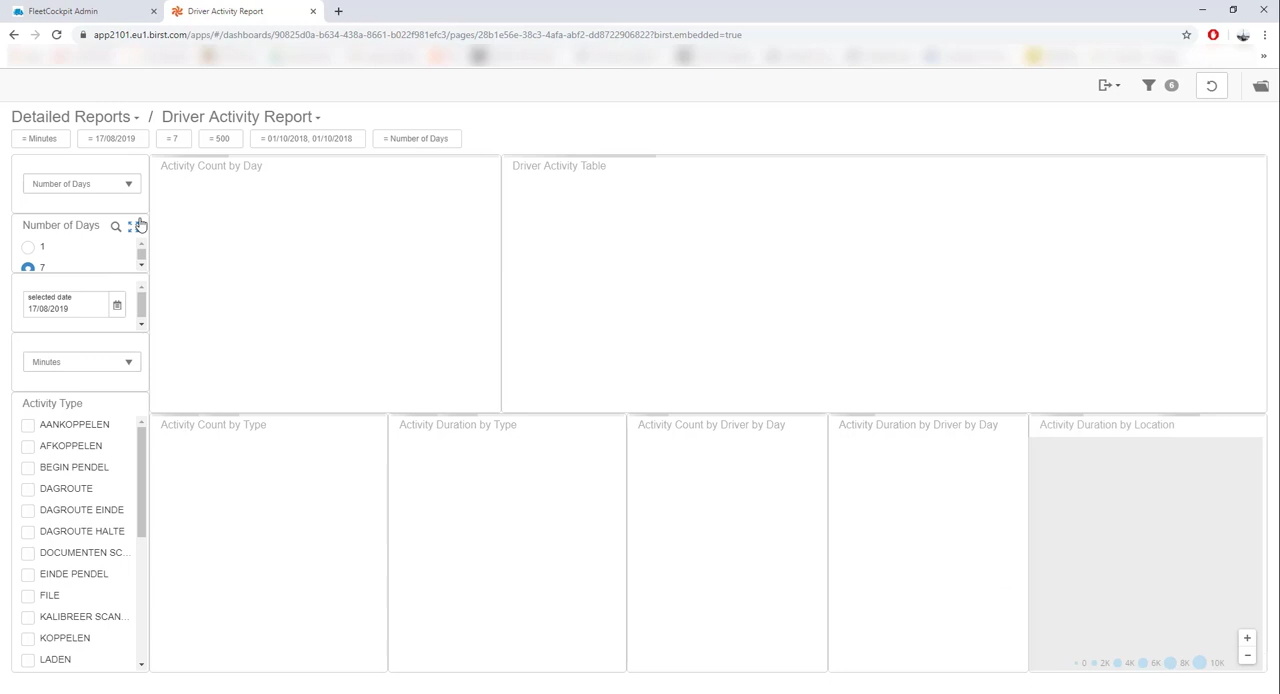 FleetCockpit Admin
Driver Activity Report
app2101.eu1.birst.com/apps/#/dashboards/90825d0a-b634-438a-8661-b022f981efc3/pages/28b1e56e-38c3-4afa-abf2-dd8722906822?birst.embedded=true
6
Detailed Reports / Driver Activity Report
= Minutes
= 17/08/2019
= 7
= 500
= 01/10/2018, 01/10/2018
= Number of Days
Number of Days
Number of Days
1
7
selected date
17/08/2019
Minutes
Activity Type
AANKOPPELEN
AFKOPPELEN
BEGIN PENDEL
DAGROUTE
DAGROUTE EINDE
DAGROUTE HALTE
DOCUMENTEN SC...
EINDE PENDEL
FILE
KALIBREER SCAN...
KOPPELEN
LADEN
Activity Count by Day
Driver Activity Table
Activity Count by Type
Activity Duration by Type
Activity Count by Driver by Day
Activity Duration by Driver by Day
Activity Duration by Location
+
−
0 2K 4K 6K 8K 10K